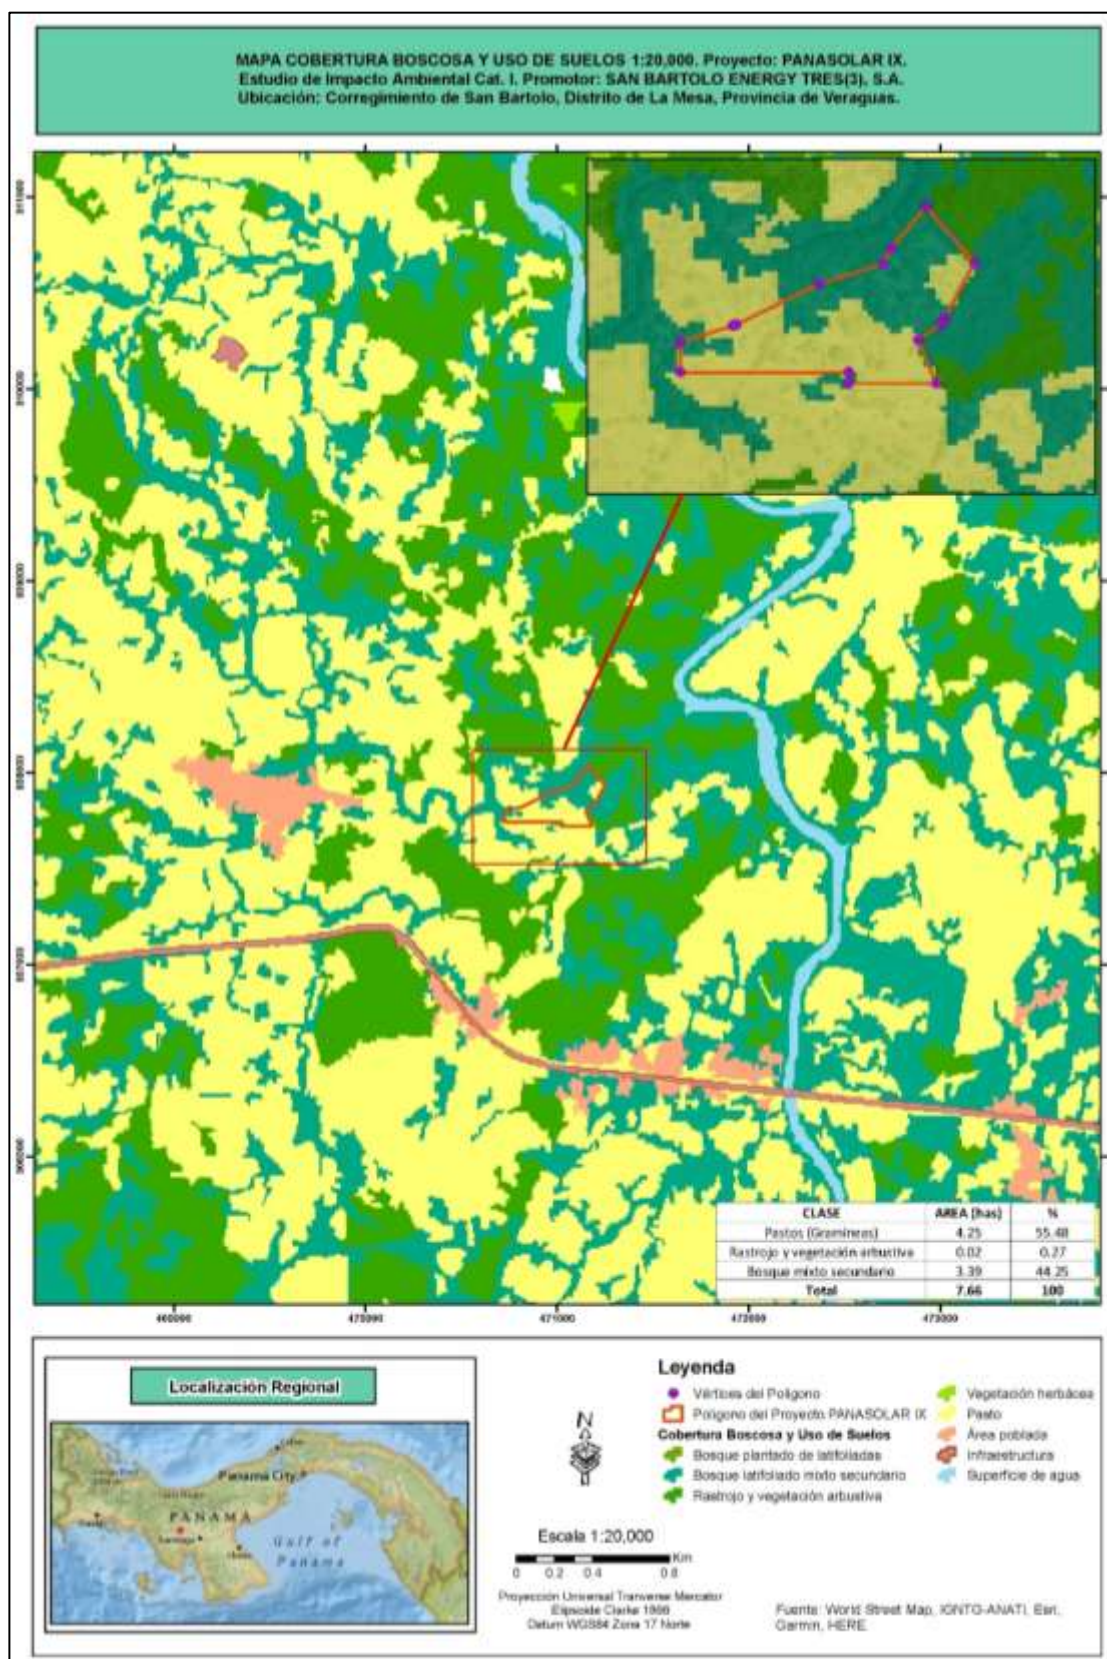 MAPA COBERTURA BOSCOSA Y USO DE SUELOS 1:20,000. Proyecto: PANASOLAR IX.
Estudio de Impacto Ambiental Cat. I. Promotor: SAN BARTOLO ENERGY TRES(3), S.A.
Ubicación: Corregimiento de San Bartolo, Distrito de La Mesa, Provincia de Veraguas.
CLASE AREA (has) %
Pastos (Gramineas) 4.25 55.48
Rastrojo y vegetación arbustiva 0.02 0.27
Bosque mixto secundario 3.39 44.25
Total 7.66 100
470000 471000 472000 473000
Localización Regional
Panama City
PANAMÁ
Gulf of
Panama
Leyenda
Vértices del Polígono
Polígono del Proyecto PANASOLAR IX
Cobertura Boscosa y Uso de Suelos
Bosque plantado de latifoliadas
Bosque latifoliado mixto secundario
Rastrojo y vegetación arbustiva
Vegetación herbácea
Pasto
Área poblada
Infraestructura
Superficie de agua
N
Escala 1:20,000
Km
0 0.2 0.4 0.8
Proyección Universal Tranverse Mercator
Elipsoide Clarke 1866
Datum WGS84 Zona 17 Norte
Fuente: World Street Map, IGNTG-ANATI, Esri,
Garmin, HERE.